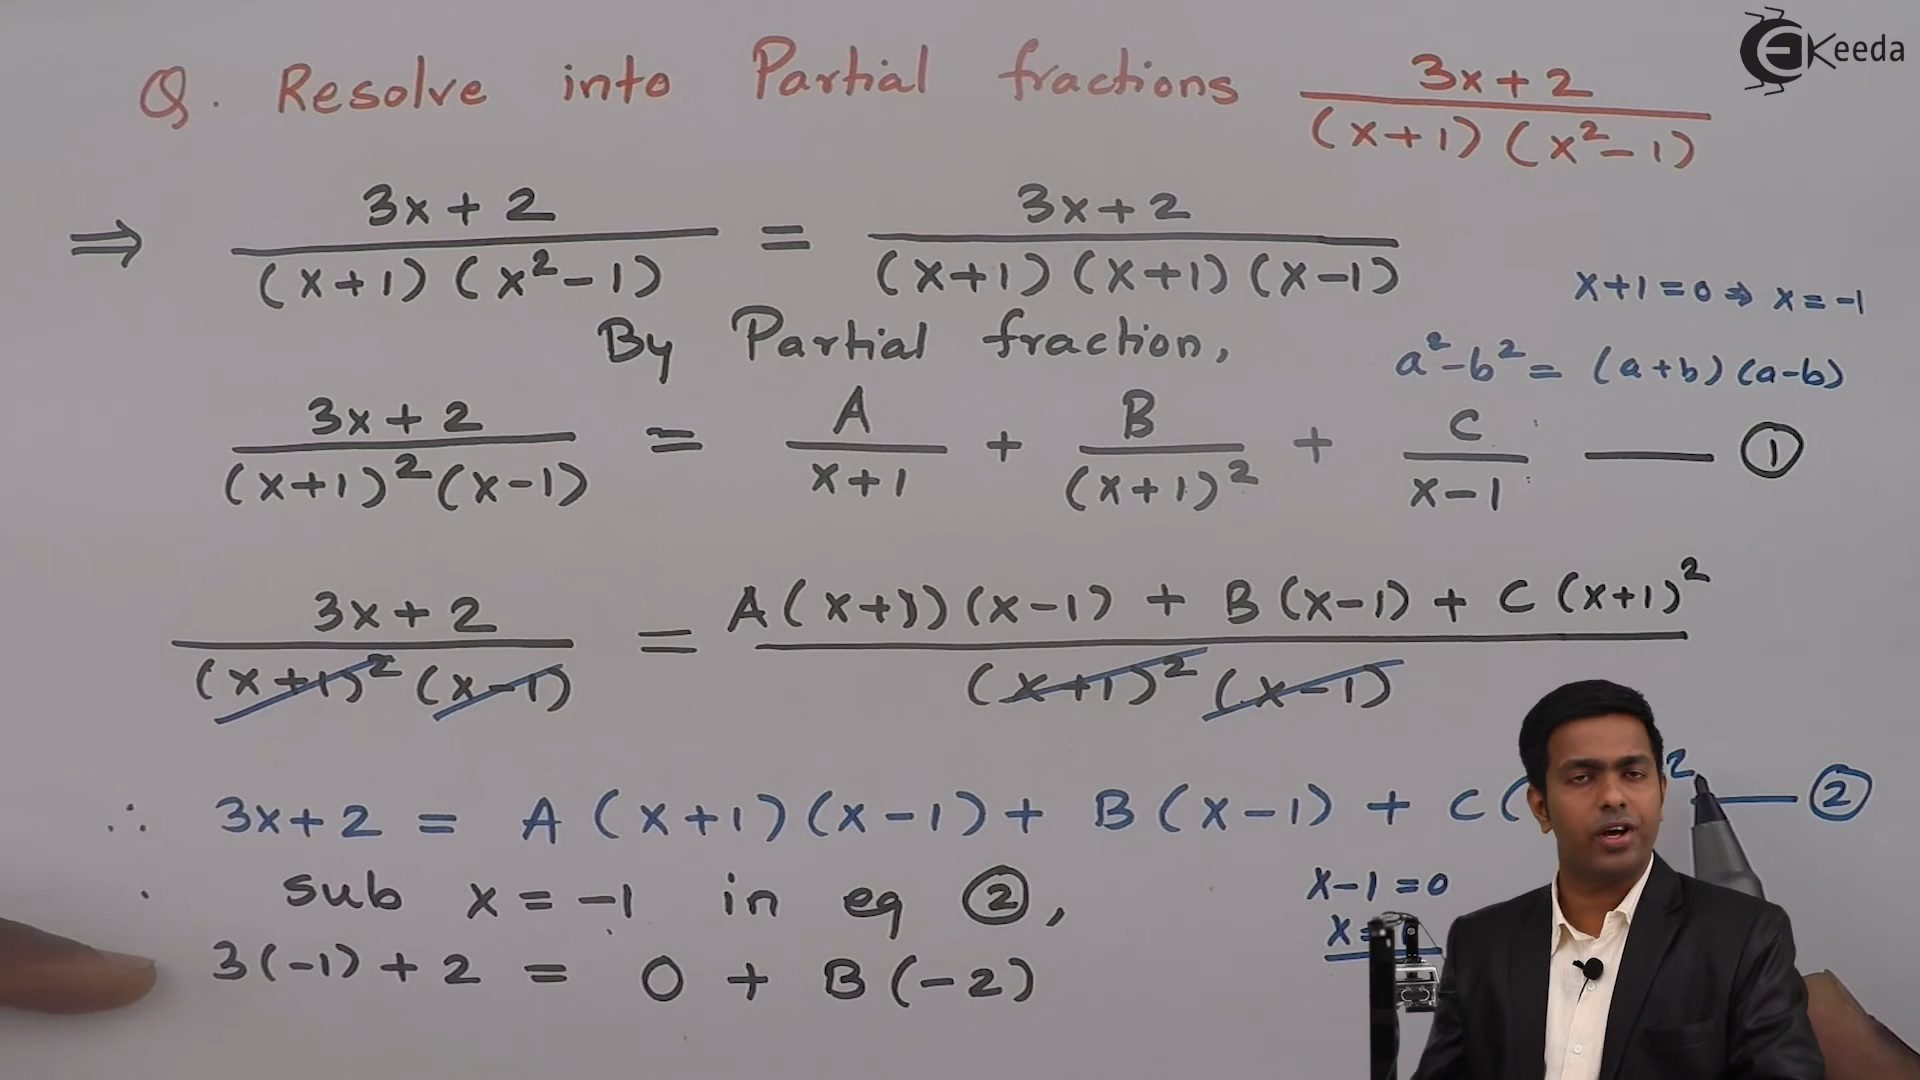 EKeeda
Q. Resolve into Partial fractions 3x+2 / (x+1)(x²-1)
⇒ 3x+2 / (x+1)(x²-1) = 3x+2 / (x+1)(x+1)(x-1)
x+1=0 ⇒ x=-1
By Partial fraction,
a²-b² = (a+b)(a-b)
3x+2 / (x+1)²(x-1) = A / x+1 + B / (x+1)² + C / x-1 — ①
3x+2 / (x+1)²(x-1) = A(x+1)(x-1) + B(x-1) + C(x+1)² / (x+1)²(x-1)
∴ 3x+2 = A(x+1)(x-1) + B(x-1) + C( ² — ②
sub x = -1 in eq ②,
x-1=0
x=
3(-1)+2 = 0 + B(-2)